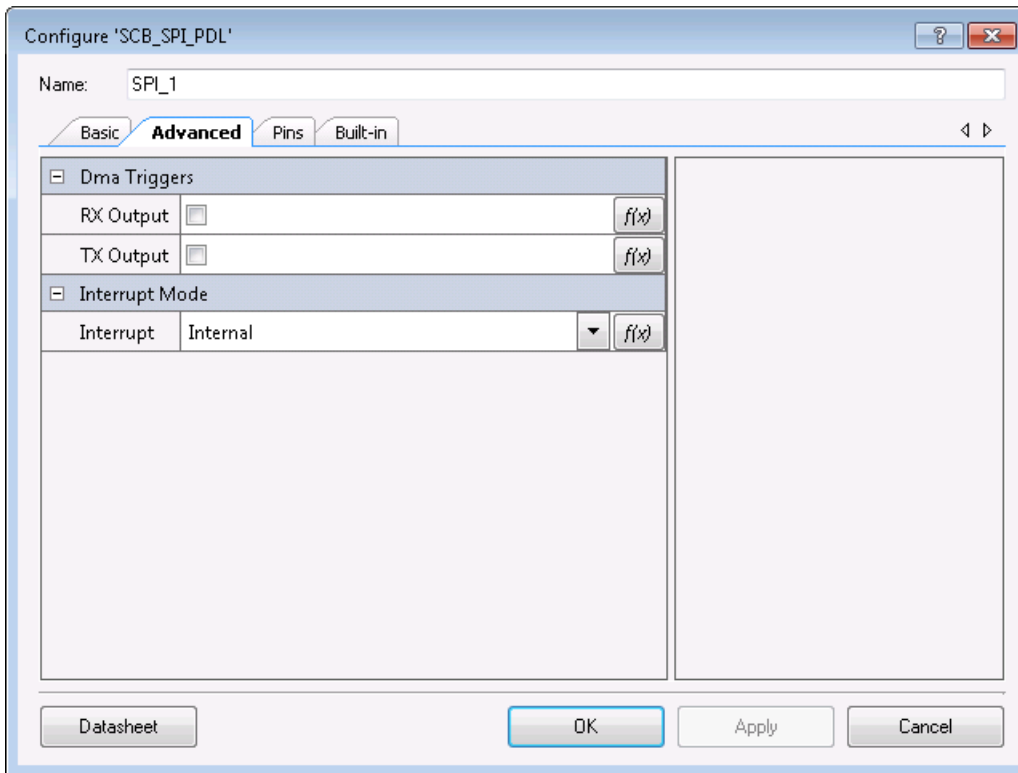 Configure 'SCB_SPI_PDL'
Name: SPI_1
Basic Advanced Pins Built-in
Dma Triggers
RX Output f(x)
TX Output f(x)
Interrupt Mode
Interrupt Internal f(x)
Datasheet OK Apply Cancel